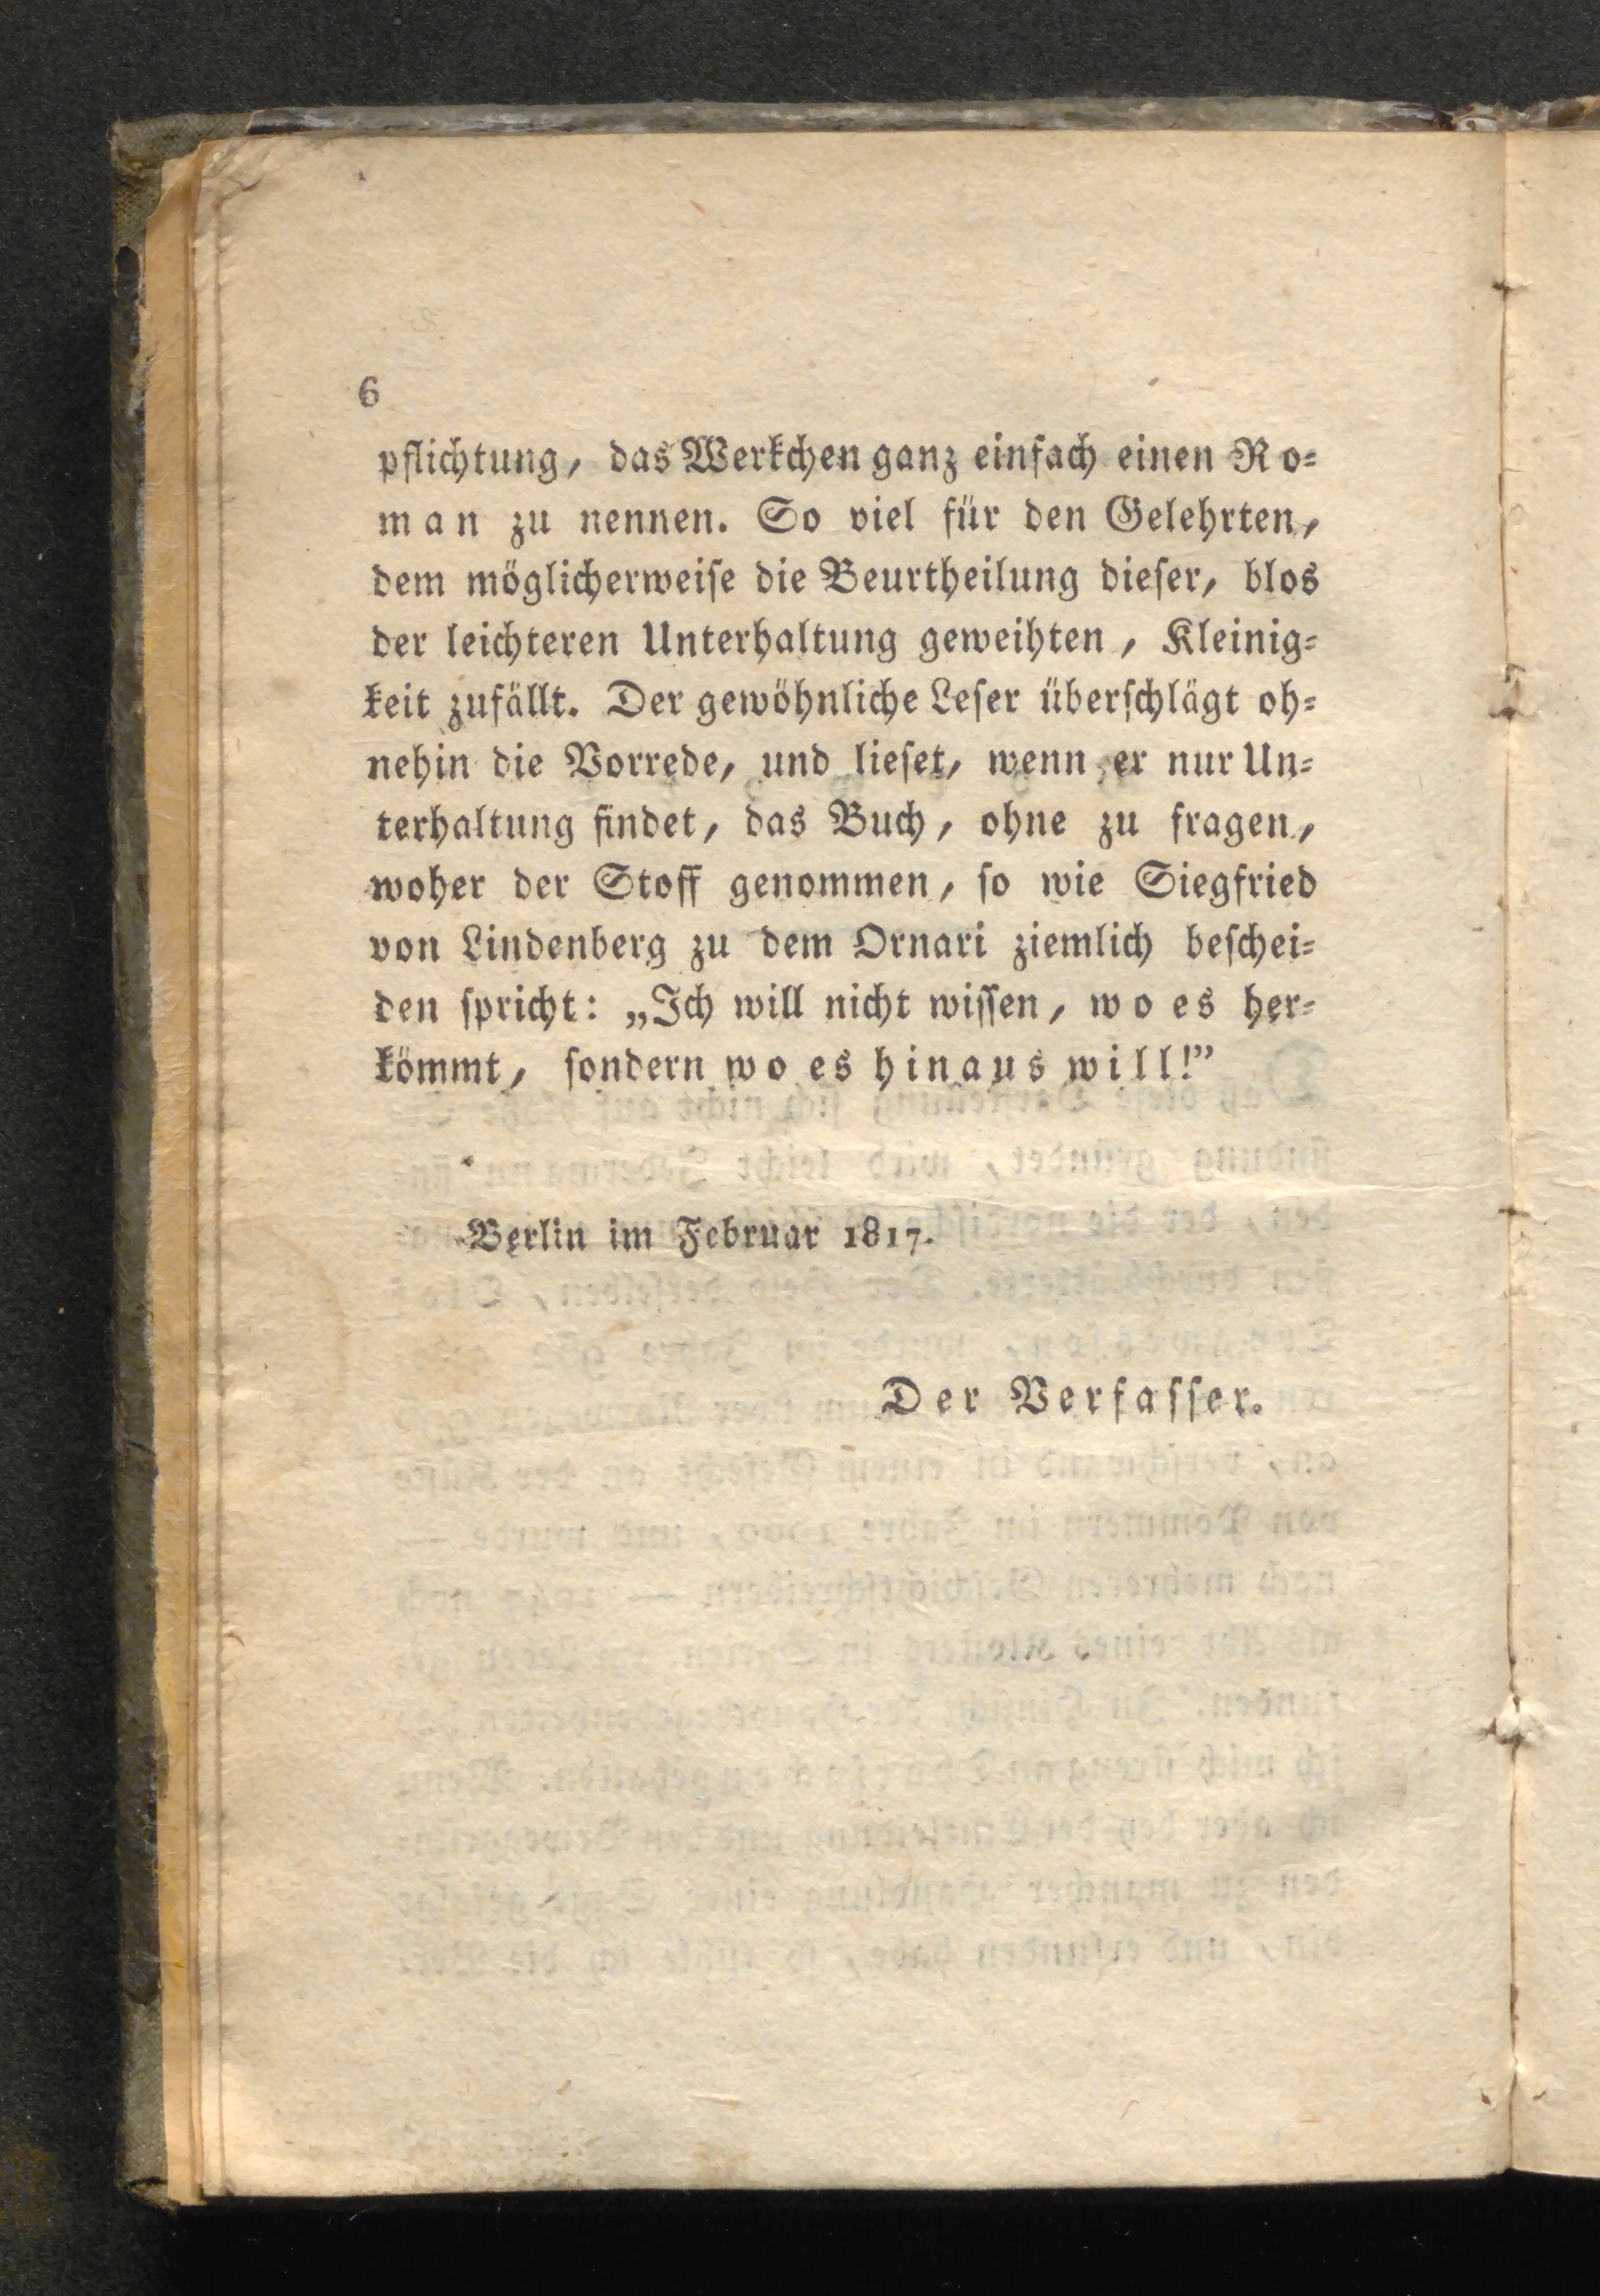 6
pflichtung, das Werkchen ganz einfach einen Ro⸗
man zu nennen. So viel für den Gelehrten,
dem möglicherweiſe die Beurtheilung dieſer, blos
der leichteren Unterhaltung geweihten, Kleinig⸗
keit zufällt. Der gewöhnliche Leſer überſchlägt oh⸗
nehin die Vorrede, und lieſet, wenn er nur Un⸗
terhaltung findet, das Buch, ohne zu fragen,
woher der Stoff genommen, ſo wie Siegfried
von Lindenberg zu dem Ornari ziemlich beſchei⸗
den ſpricht: „Ich will nicht wiſſen, wo es her⸗
kömmt, ſondern wo es hinaus will!”
Berlin im Februar 1817.
Der Verfaſſer.